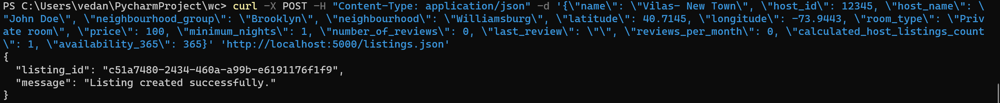 PS C:\Users\vedan\PycharmProject\wc> curl -X POST -H "Content-Type: application/json" -d '{\"name\": \"Vilas- New Town\", \"host_id\": 12345, \"host_name\": \
"John Doe\", \"neighbourhood_group\": \"Brooklyn\", \"neighbourhood\": \"Williamsburg\", \"latitude\": 40.7145, \"longitude\": -73.9443, \"room_type\": \"Priv
ate room\", \"price\": 100, \"minimum_nights\": 1, \"number_of_reviews\": 0, \"last_review\": \"\", \"reviews_per_month\": 0, \"calculated_host_listings_count
\": 1, \"availability_365\": 365}' 'http://localhost:5000/listings.json'
{
  "listing_id": "c51a7480-2434-460a-a99b-e6191176f1f9",
  "message": "Listing created successfully."
}